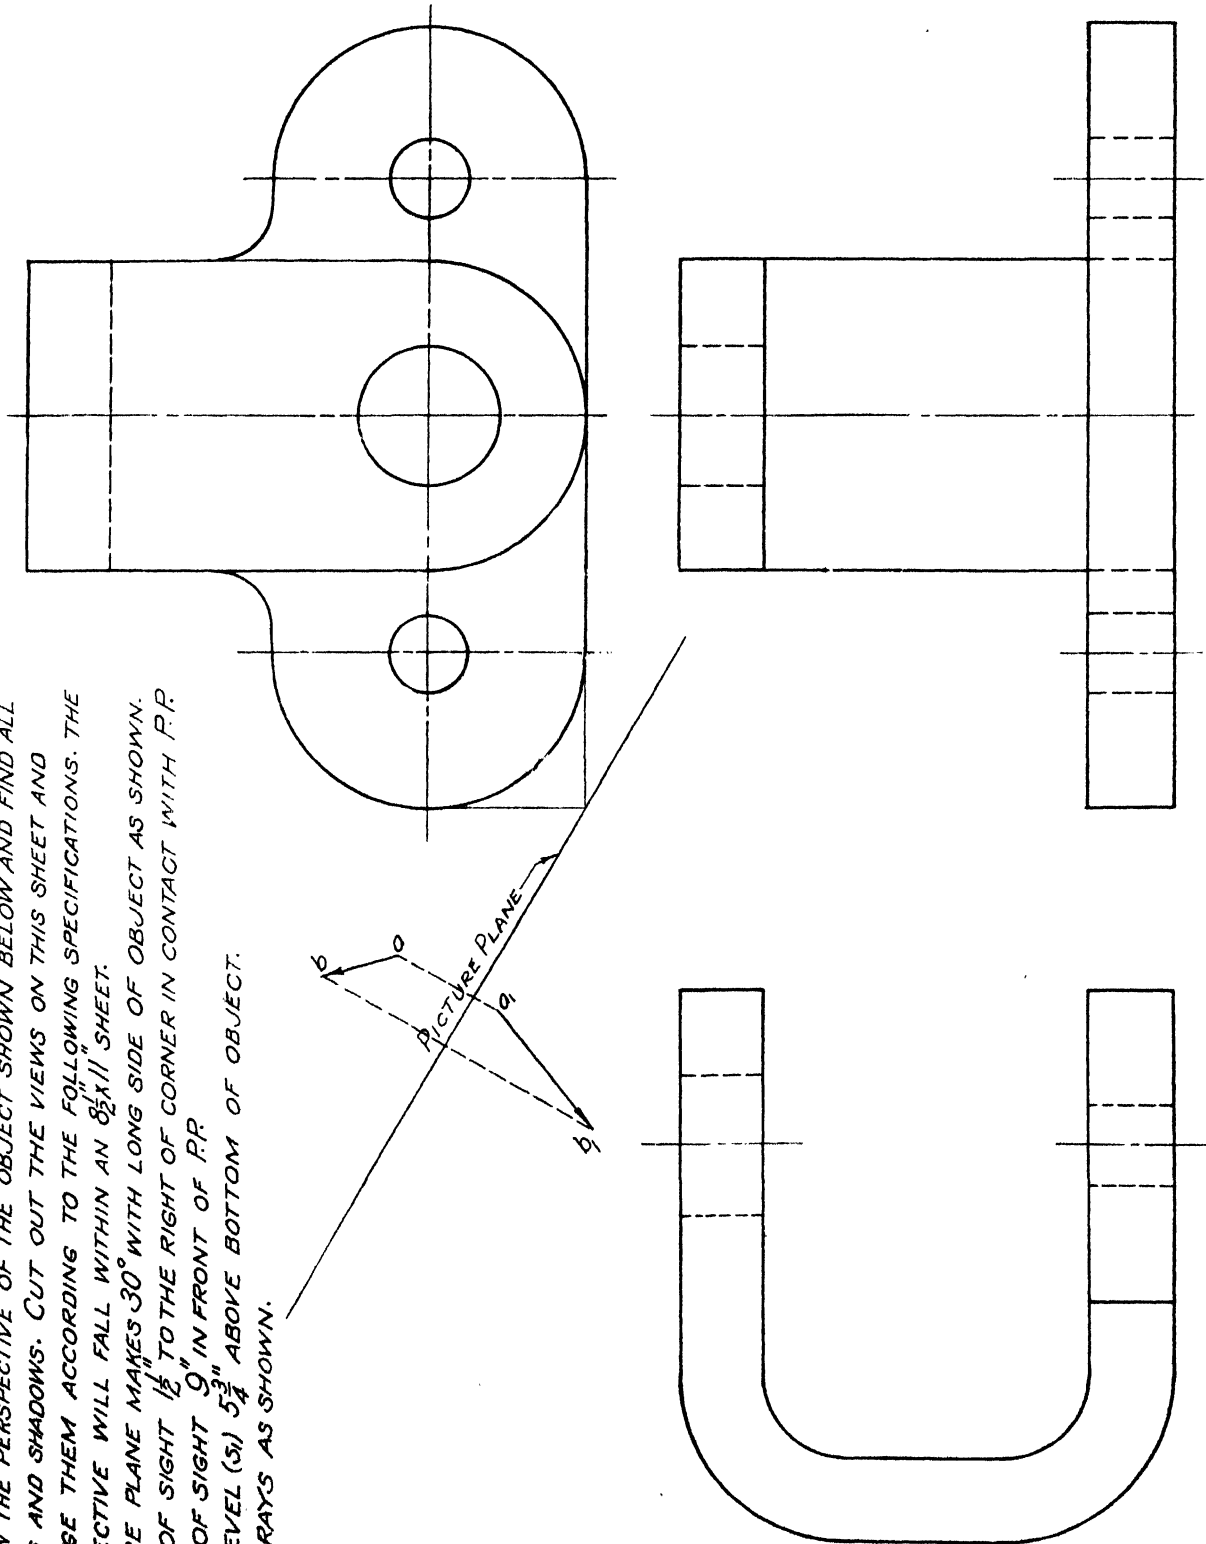 THE PERSPECTIVE OF THE OBJECT SHOWN BELOW AND FIND ALL
AND SHADOWS. CUT OUT THE VIEWS ON THIS SHEET AND
THEM ACCORDING TO THE FOLLOWING SPECIFICATIONS. THE
WILL FALL WITHIN AN 8½"X11" SHEET.
PLANE MAKES 30° WITH LONG SIDE OF OBJECT AS SHOWN.
OF SIGHT 1½" TO THE RIGHT OF CORNER IN CONTACT WITH P.P.
OF SIGHT 9" IN FRONT OF P.P.
(S₁) 5¾" ABOVE BOTTOM OF OBJECT.
RAYS AS SHOWN.
b
a
PICTURE PLANE
a₁
b₁